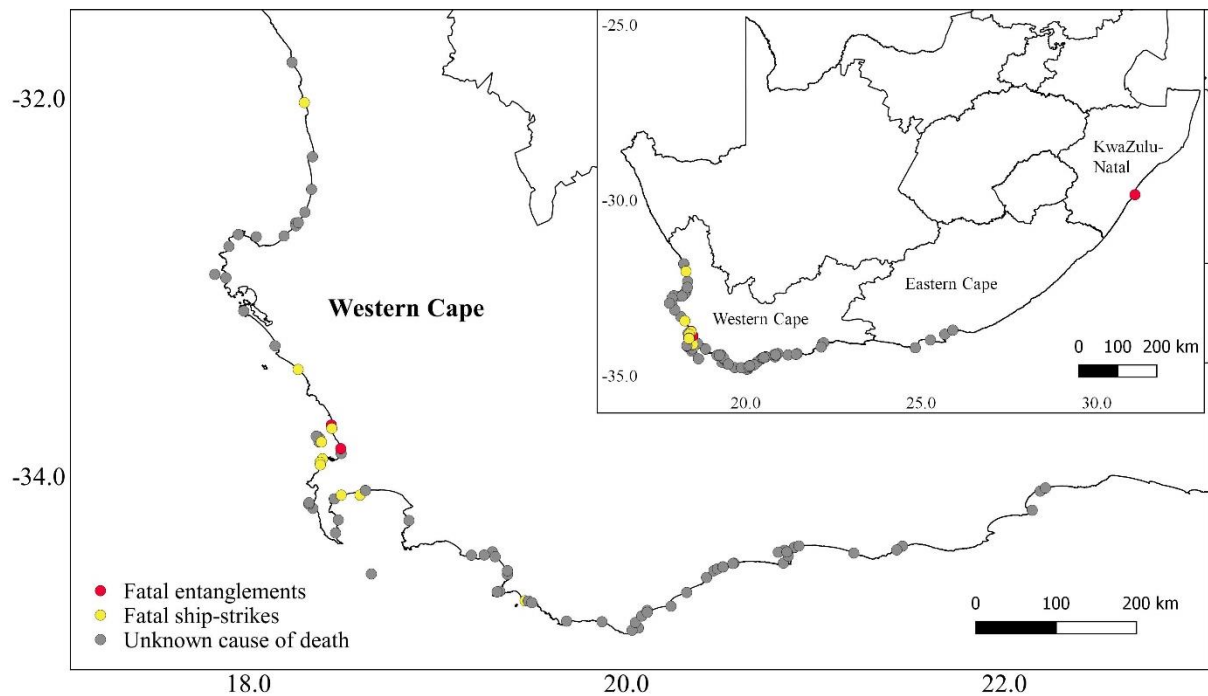 -32.0
-34.0
18.0
20.0
22.0
Western Cape
Fatal entanglements
Fatal ship-strikes
Unknown cause of death
0 100 200 km
-25.0
-30.0
-35.0
20.0
25.0
30.0
KwaZulu-
Natal
Eastern Cape
Western Cape
0 100 200 km